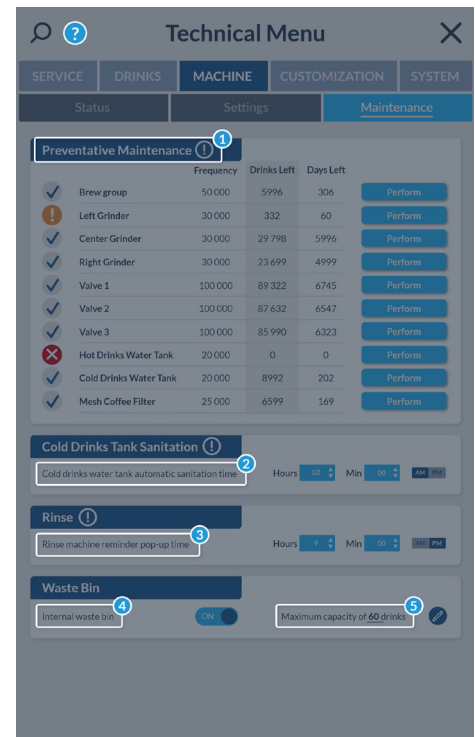 ? Technical Menu
SERVICE DRINKS MACHINE CUSTOMIZATION SYSTEM
Status Settings Maintenance
Preventative Maintenance ! 1
Frequency Drinks Left Days Left
Brew group 50 000 5996 306 Perform
! Left Grinder 30 000 332 60 Perform
Center Grinder 30 000 29 798 5996 Perform
Right Grinder 30 000 23 699 4999 Perform
Valve 1 100 000 89 322 6745 Perform
Valve 2 100 000 87 632 6547 Perform
Valve 3 100 000 85 990 6323 Perform
Hot Drinks Water Tank 20 000 0 0 Perform
Cold Drinks Water Tank 20 000 8992 202 Perform
Mesh Coffee Filter 25 000 6599 169 Perform
Cold Drinks Tank Sanitation !
2
Cold drinks water tank automatic sanitation time Hours 02 Min 00 AM PM
Rinse !
3
Rinse machine reminder pop-up time Hours 9 Min 00 AM PM
Waste Bin
4 5
Internal waste bin ON Maximum capacity of 60 drinks